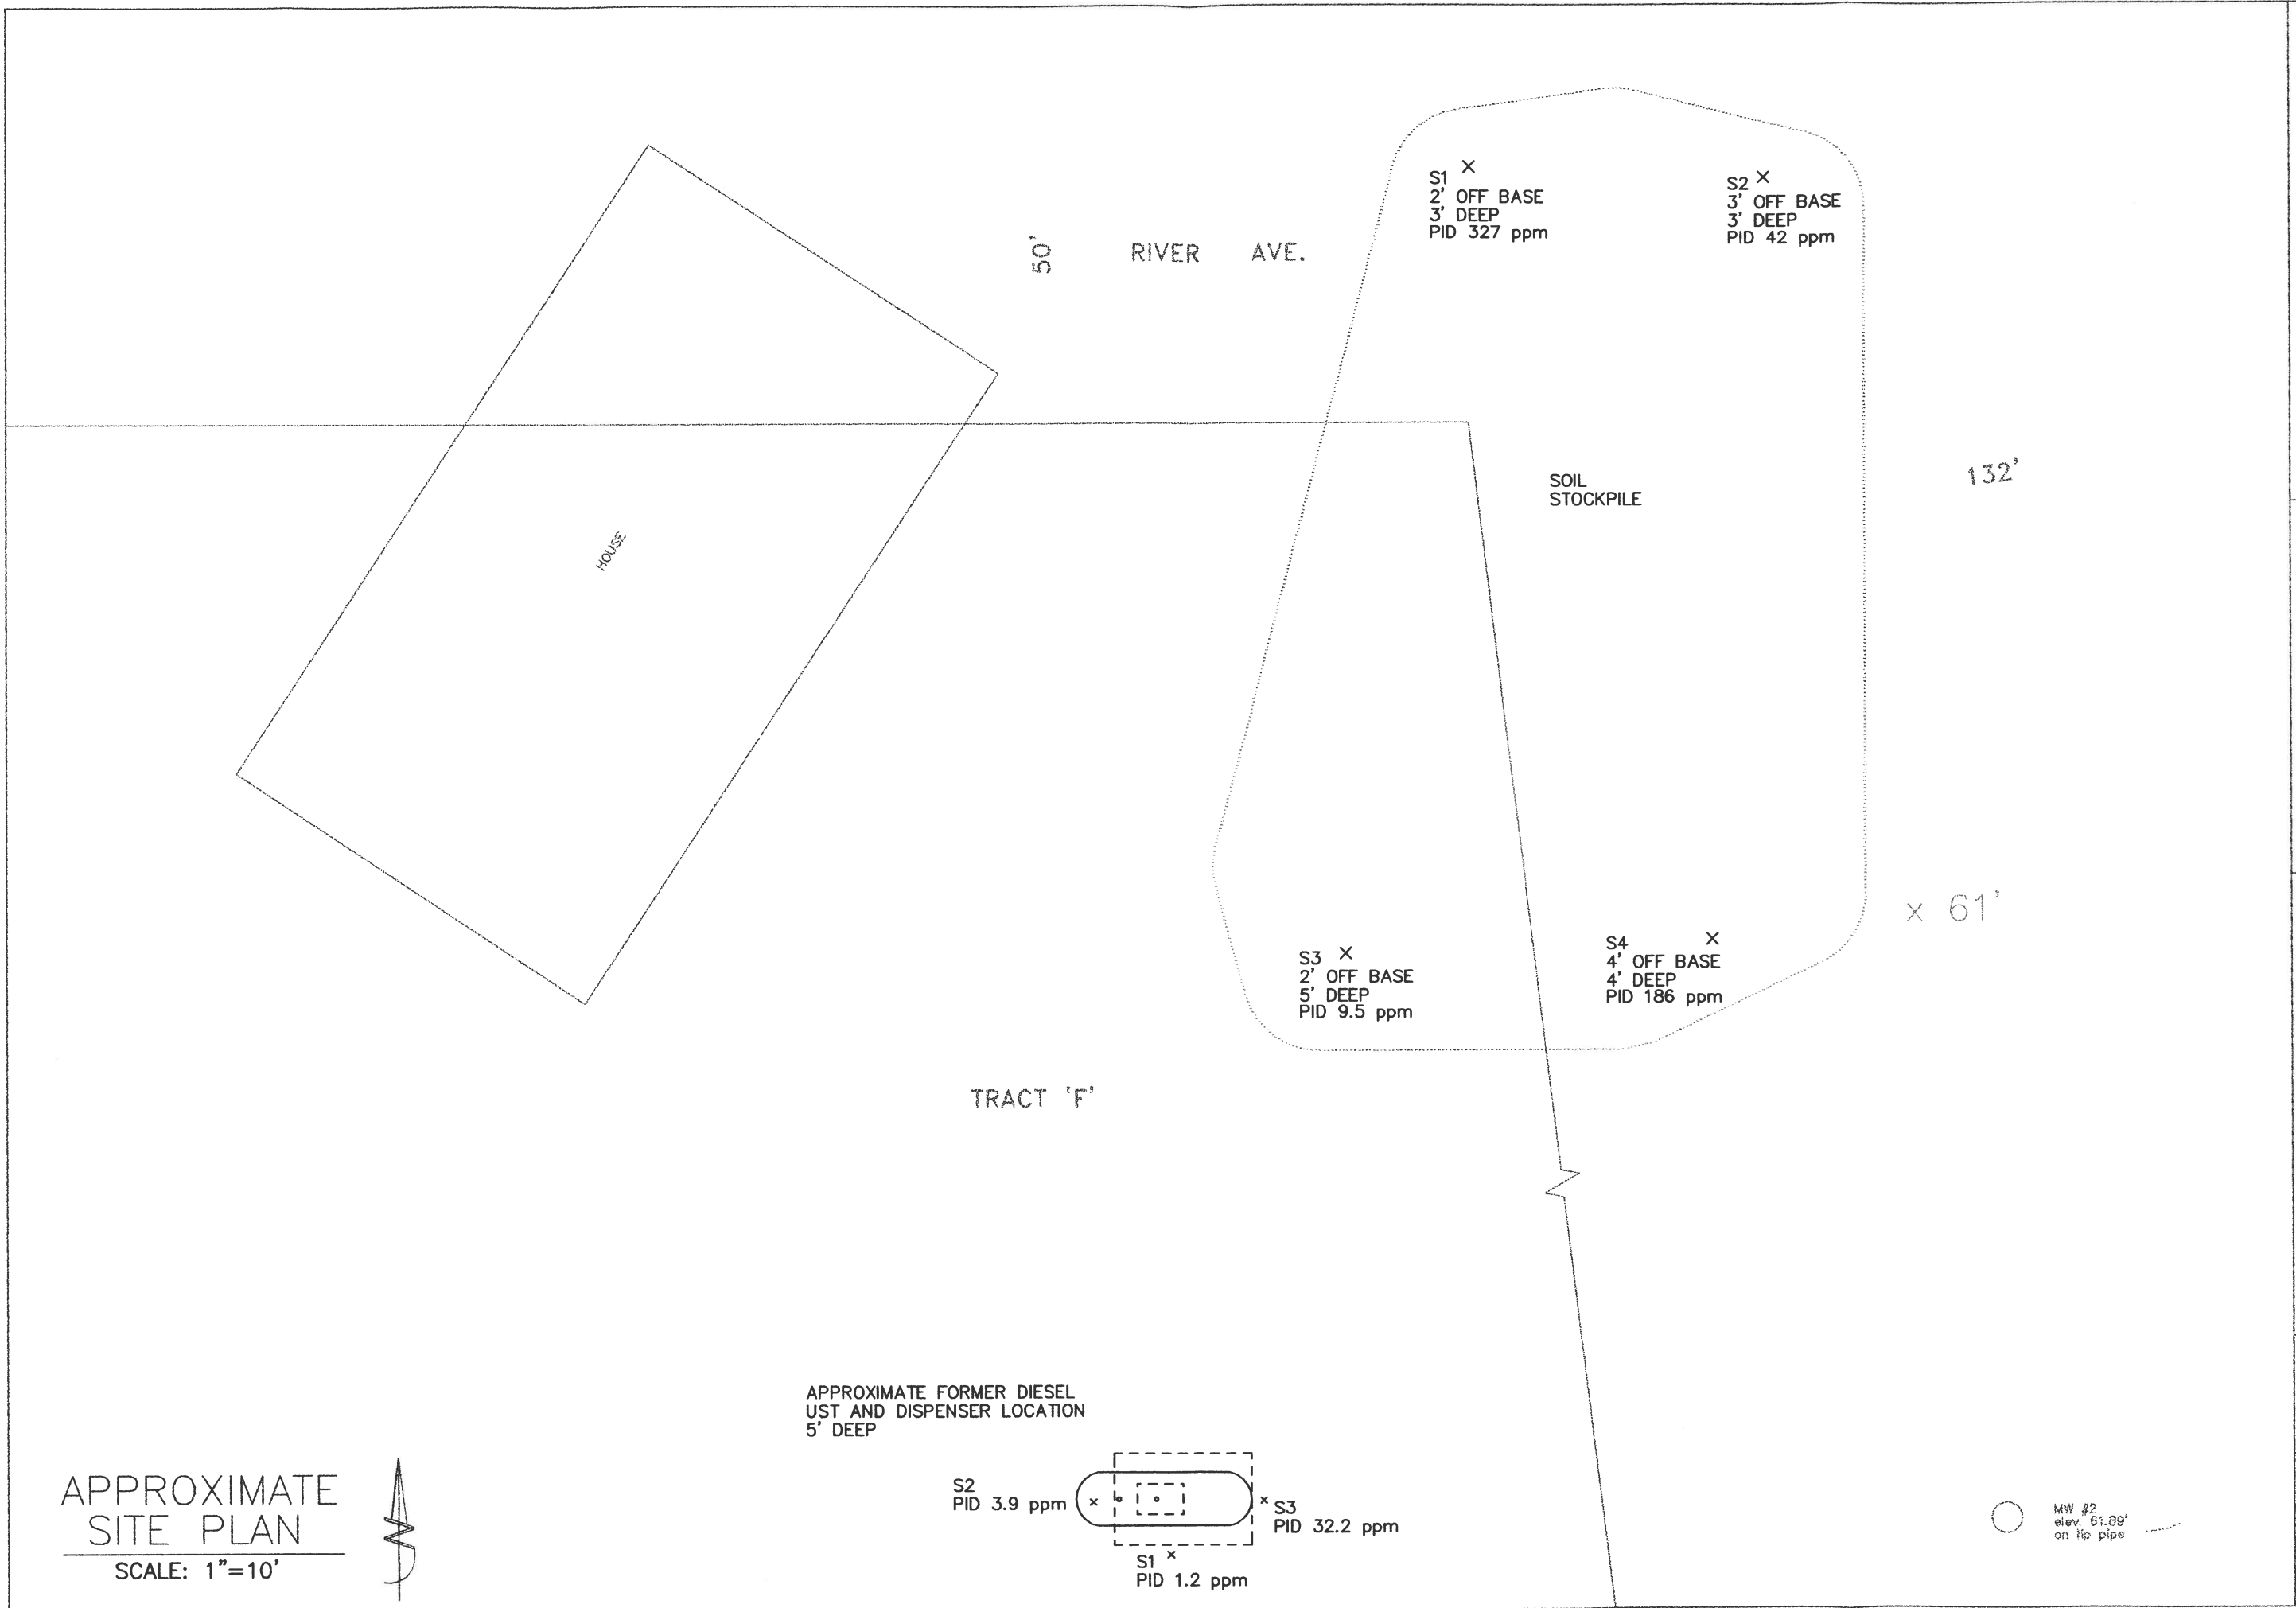 S1
2' OFF BASE
3' DEEP
PID 327 ppm
S2
3' OFF BASE
3' DEEP
PID 42 ppm
50'
RIVER AVE.
SOIL
STOCKPILE
132'
HOUSE
x 61'
S3
2' OFF BASE
5' DEEP
PID 9.5 ppm
S4
4' OFF BASE
4' DEEP
PID 186 ppm
TRACT 'F'
APPROXIMATE FORMER DIESEL
UST AND DISPENSER LOCATION
5' DEEP
S2
PID 3.9 ppm
S3
PID 32.2 ppm
S1
PID 1.2 ppm
MW #2
elev. 61.89'
on lip pipe
APPROXIMATE
SITE PLAN
SCALE: 1"=10'